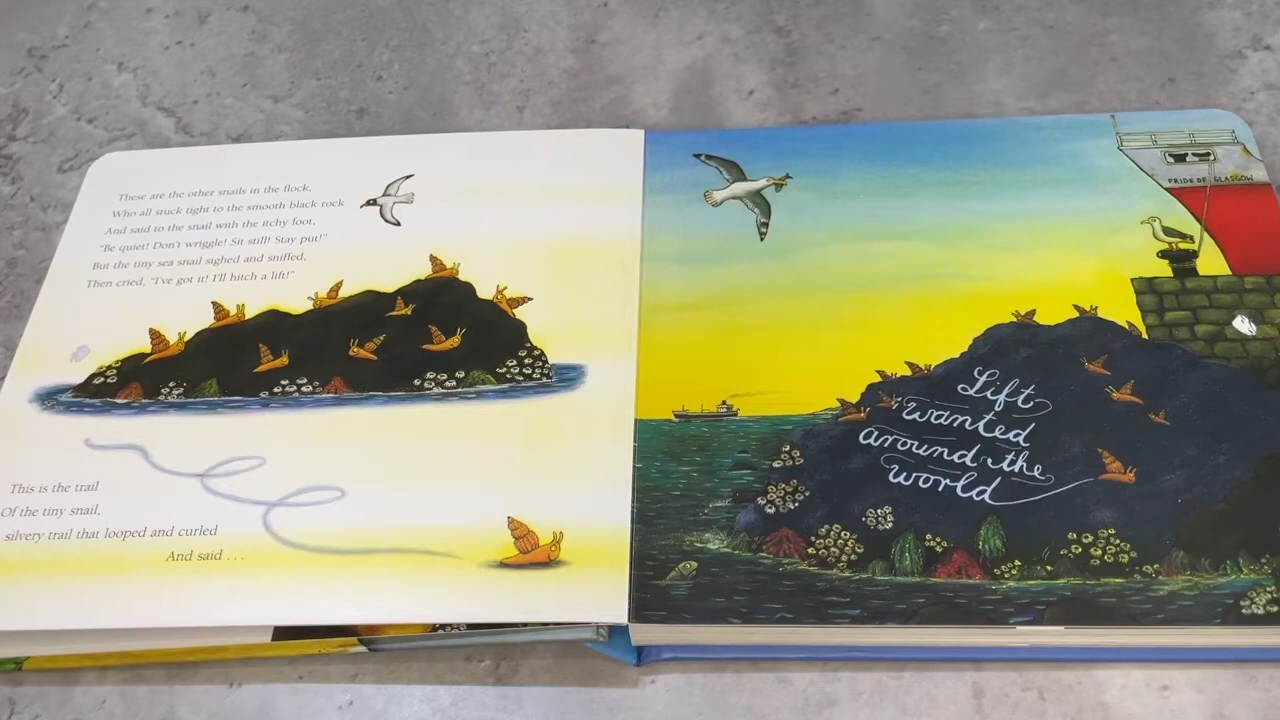 These are the other snails in the flock,
Who all stuck tight to the smooth black rock
And said to the snail with the itchy foot,
"Be quiet! Don't wriggle! Sit still! Stay put!"
But the tiny sea snail sighed and sniffed,
Then cried, "I've got it! I'll hitch a lift!"
This is the trail
Of the tiny snail,
silvery trail that looped and curled
And said . . .
PRIDE OF GLASGOW
Lift
wanted
around the
world